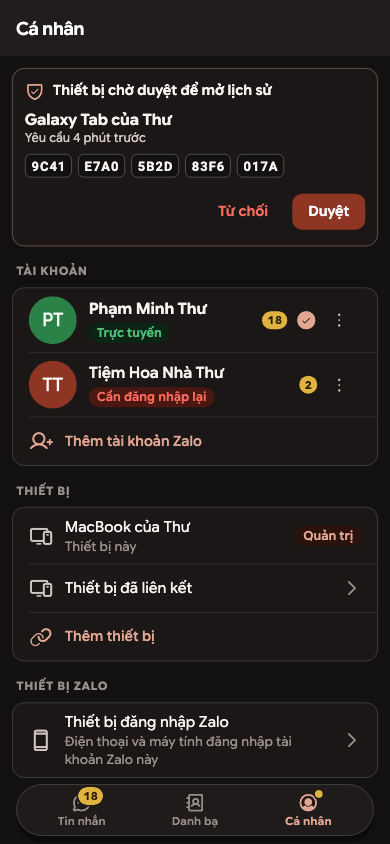 Cá nhân
Thiết bị chờ duyệt để mở lịch sử
Galaxy Tab của Thư
Yêu cầu 4 phút trước
9C41 E7A0 5B2D 83F6 017A
Từ chối Duyệt
TÀI KHOẢN
PT Phạm Minh Thư 18
Trực tuyến
TT Tiệm Hoa Nhà Thư 2
Cần đăng nhập lại
Thêm tài khoản Zalo
THIẾT BỊ
MacBook của Thư Quản trị
Thiết bị này
Thiết bị đã liên kết
Thêm thiết bị
THIẾT BỊ ZALO
Thiết bị đăng nhập Zalo
Điện thoại và máy tính đăng nhập tài
khoản Zalo này
18
Tin nhắn Danh bạ Cá nhân